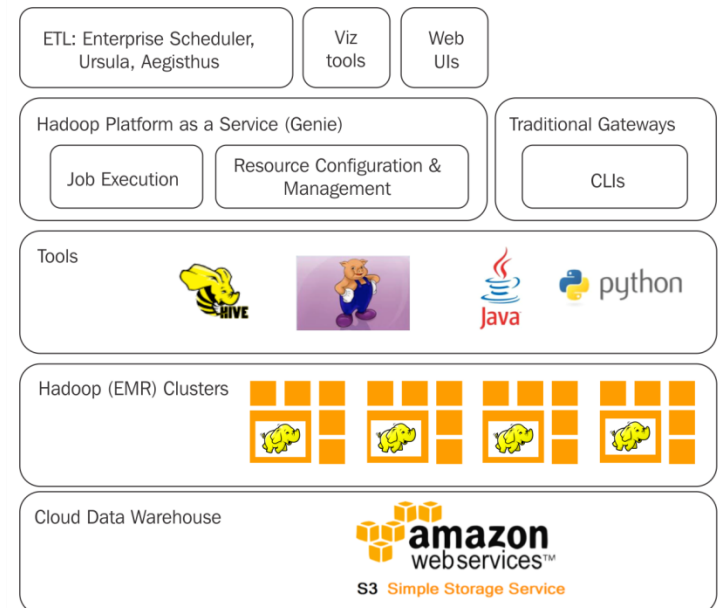 ETL: Enterprise Scheduler,
Ursula, Aegisthus
Viz
tools
Web
UIs
Hadoop Platform as a Service (Genie)
Job Execution
Resource Configuration &
Management
Traditional Gateways
CLIs
Tools
HIVE
Java
python
Hadoop (EMR) Clusters
Cloud Data Warehouse
amazon
webservices™
S3 Simple Storage Service